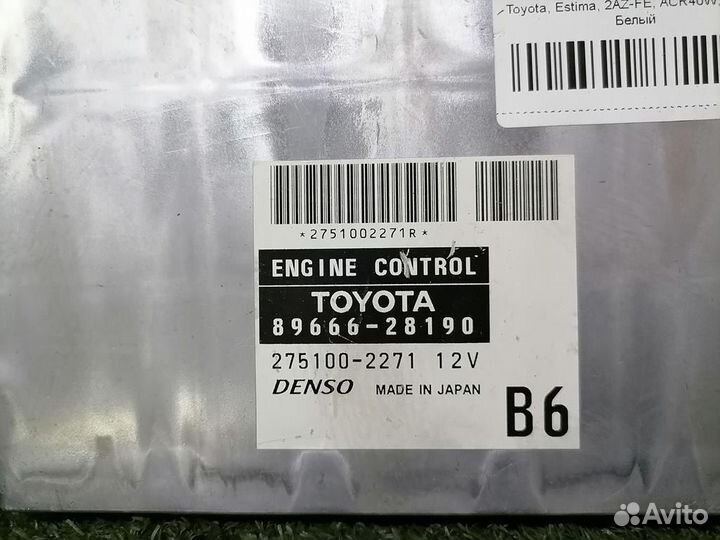 Toyota, Estima, 2AZ-FE, ACR40W
Белый
*2751002271R*
ENGINE CONTROL
TOYOTA
89666-28190
275100-2271 12V
DENSO MADE IN JAPAN
B6
Avito